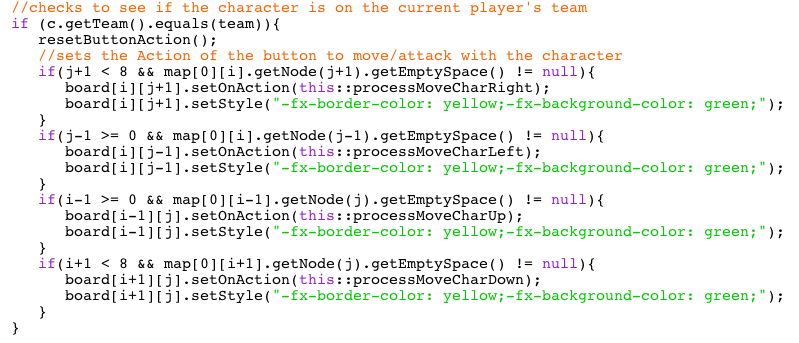 //checks to see if the character is on the current player's team
if (c.getTeam().equals(team)){
   resetButtonAction();
   //sets the Action of the button to move/attack with the character
   if(j+1 < 8 && map[0][i].getNode(j+1).getEmptySpace() != null){
      board[i][j+1].setOnAction(this::processMoveCharRight);
      board[i][j+1].setStyle("-fx-border-color: yellow;-fx-background-color: green;");
   }
   if(j-1 >= 0 && map[0][i].getNode(j-1).getEmptySpace() != null){
      board[i][j-1].setOnAction(this::processMoveCharLeft);
      board[i][j-1].setStyle("-fx-border-color: yellow;-fx-background-color: green;");
   }
   if(i-1 >= 0 && map[0][i-1].getNode(j).getEmptySpace() != null){
      board[i-1][j].setOnAction(this::processMoveCharUp);
      board[i-1][j].setStyle("-fx-border-color: yellow;-fx-background-color: green;");
   }
   if(i+1 < 8 && map[0][i+1].getNode(j).getEmptySpace() != null){
      board[i+1][j].setOnAction(this::processMoveCharDown);
      board[i+1][j].setStyle("-fx-border-color: yellow;-fx-background-color: green;");
   }
}